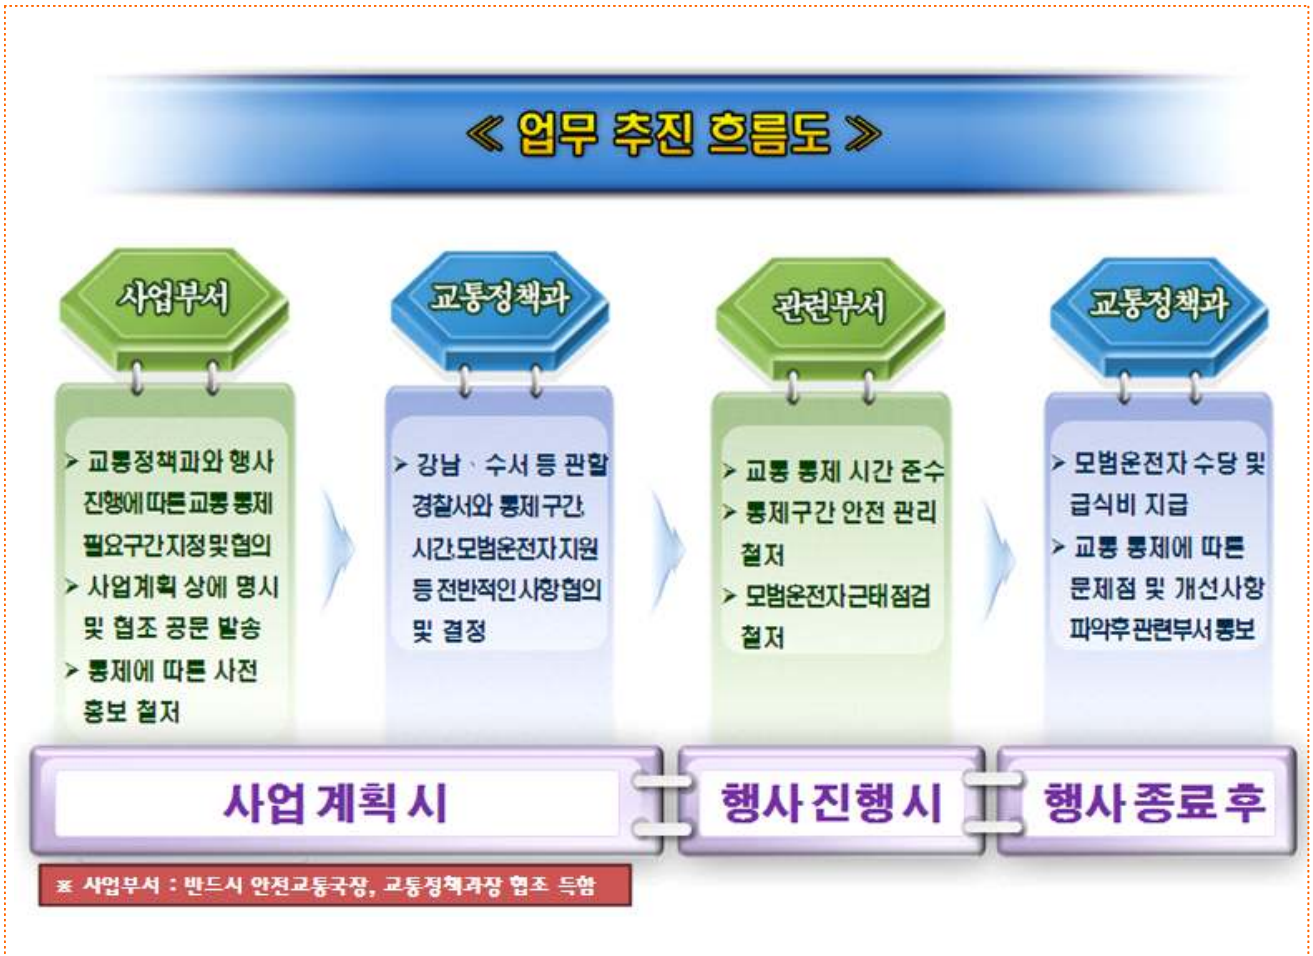 ≪ 업무 추진 흐름도 ≫
사업부서
➢ 교통정책과와 행사
진행에 따른 교통 통제
필요구간 지정 및 협의
➢ 사업계획 상에 명시
및 협조 공문 발송
➢ 통제에 따른 사전
홍보 철저
교통정책과
➢ 강남 · 수서 등 관할
경찰서와 통제 구간,
시간,모범운전자 지원
등 전반적인 사항 협의
및 결정
관련부서
➢ 교통 통제 시간 준수
➢ 통제구간 안전 관리
철저
➢ 모범운전자 근태 점검
철저
교통정책과
➢ 모범운전자 수당 및
급식비 지급
➢ 교통 통제에 따른
문제점 및 개선사항
파악후 관련부서 통보
사업 계획 시
행사 진행 시
행사 종료 후
※ 사업부서 : 반드시 안전교통국장, 교통정책과장 협조 득함